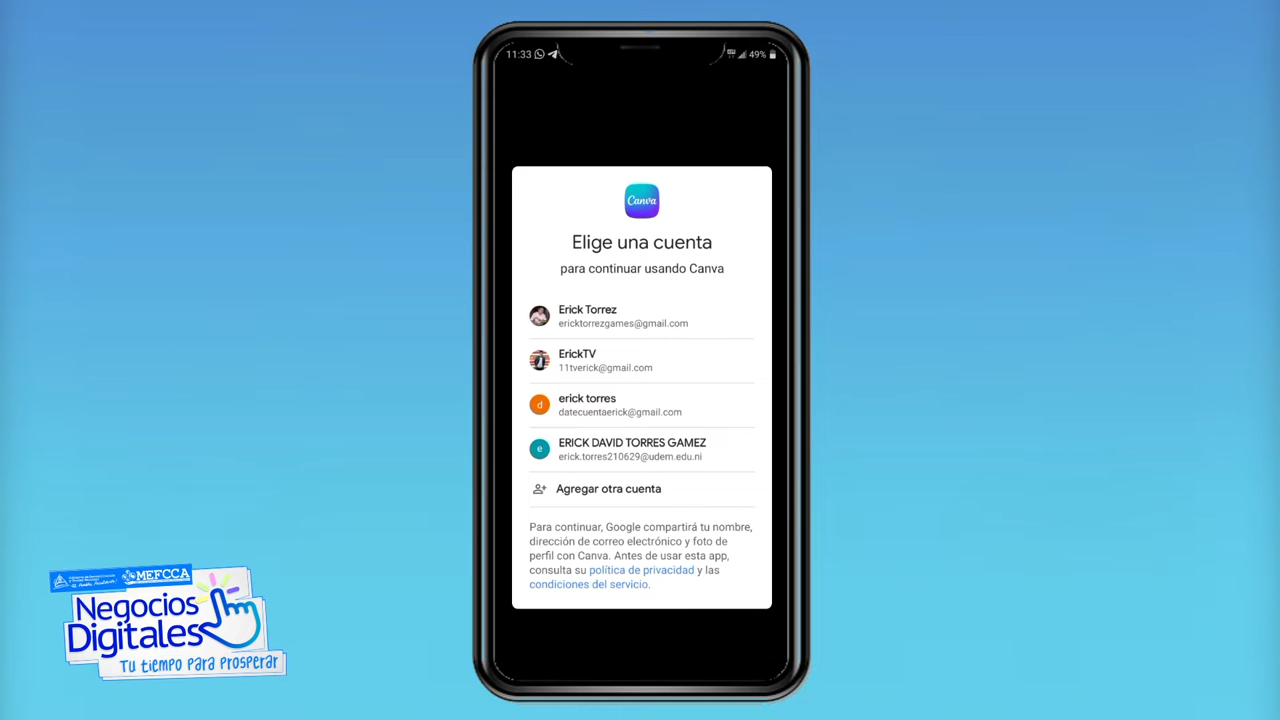 11:33
49%
Canva
Elige una cuenta
para continuar usando Canva
Erick Torrez
ericktorrezgames@gmail.com
ErickTV
11tverick@gmail.com
d
erick torres
datecuentaerick@gmail.com
e
ERICK DAVID TORRES GAMEZ
erick.torres210629@udem.edu.ni
Agregar otra cuenta
Para continuar, Google compartirá tu nombre,
dirección de correo electrónico y foto de
perfil con Canva. Antes de usar esta app,
consulta su política de privacidad y las
condiciones del servicio.
MEFCCA
Negocios
Digitales
Tu tiempo para prosperar